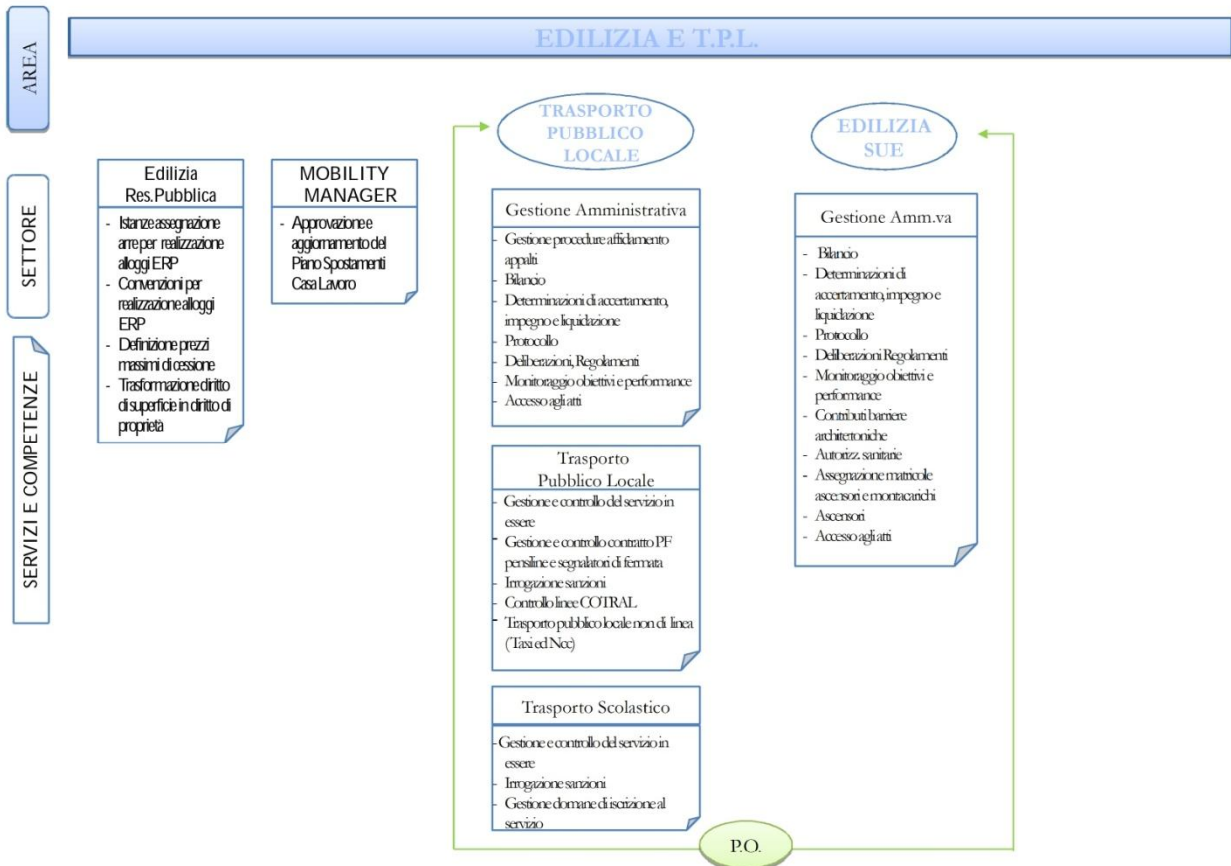 AREA
EDILIZIA E T.P.L.
SETTORE
SERVIZI E COMPETENZE
Edilizia
Res.Pubblica
- Istanze assegnazione
arre per realizzazione
alloggi ERP
- Convenzioni per
realizzazione alloggi
ERP
- Definizione prezzi
massimi di cessione
- Trasformazione diritto
di superficie in diritto di
proprietà
MOBILITY
MANAGER
- Approvazione e
aggiornamento del
Piano Spostamenti
Casa Lavoro
TRASPORTO
PUBBLICO
LOCALE
Gestione Amministrativa
- Gestione procedure affidamento
appalti
- Bilancio
- Determinazioni di accertamento,
impegno e liquidazione
- Protocollo
- Deliberazioni, Regolamenti
- Monitoraggio obiettivi e performance
- Accesso agli atti
Trasporto
Pubblico Locale
- Gestione e controllo del servizio in
essere
- Gestione e controllo contratto PF
pensiline e segnalatori di fermata
- Irrogazione sanzioni
- Controllo linee COTRAL
- Trasporto pubblico locale non di linea
(Taxi ed Ncc)
Trasporto Scolastico
- Gestione e controllo del servizio in
essere
- Irrogazione sanzioni
- Gestione domane di iscrizione al
servizio
EDILIZIA
SUE
Gestione Amm.va
- Bilancio
- Determinazioni di
accertamento, impegno e
liquidazione
- Protocollo
- Deliberazioni Regolamenti
- Monitoraggio obiettivi e
performance
- Contributi barriere
architertoniche
- Autorizz. sanitarie
- Assegnazione matricole
ascensori e montacarichi
- Ascensori
- Accesso agli atti
P.O.